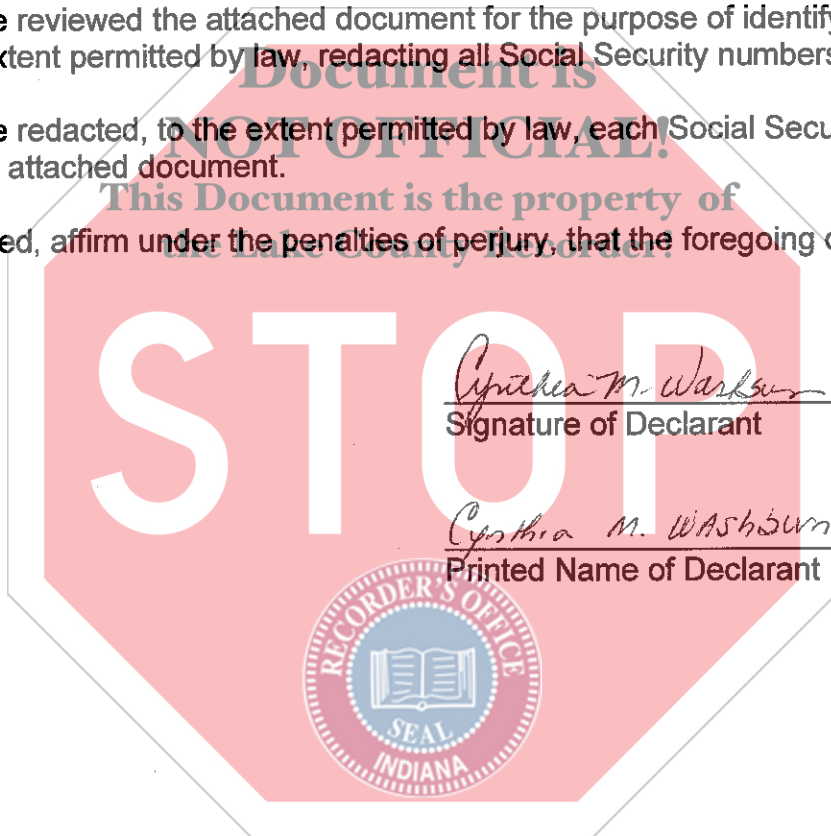 e reviewed the attached document for the purpose of identify
xtent permitted by law, redacting all Social Security numbers
Document is
e redacted, to the extent permitted by law, each Social Secu
NOT OFFICIAL!
attached document.
This Document is the property of
ed, affirm under the penalties of perjury, that the foregoing
the Lake County Recorder!
STOP
Cynthia M. Washburn
Signature of Declarant
Cynthia M. WAShburn
Printed Name of Declarant
RECORDER'S OFFICE
SEAL
INDIANA